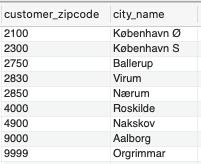 customer_zipcode city_name
2100 København Ø
2300 København S
2750 Ballerup
2830 Virum
2850 Nærum
4000 Roskilde
4900 Nakskov
9000 Aalborg
9999 Orgrimmar